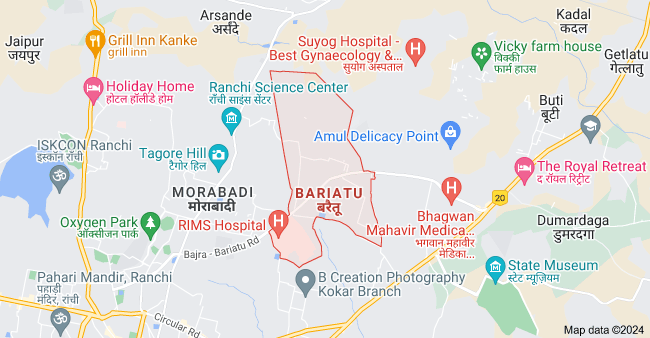 Arsande
अर्सदे
Kadal
कदल
Jaipur
जयपुर
Grill Inn Kanke
grill inn
Suyog Hospital -
Best Gynaecology &...
सुयोग अस्पताल
Vicky farm house
विक्की
फार्म हाउस
Getlatu
गेत्लातु
Holiday Home
होटल हॉलीडे होम
Ranchi Science Center
राँची साइंस सेंटर
Buti
बूटी
Amul Delicacy Point
ISKCON Ranchi
इस्कॉन राँची
Tagore Hill
टैगोर हिल
The Royal Retreat
द रॉयल रिट्रीट
MORABADI
मोराबादी
BARIATU
बरैतू
20
Oxygen Park
ऑक्सीजन पार्क
RIMS Hospital
Bhagwan
Mahavir Medica...
भगवान महावीर
मेडिका...
Dumardaga
डुमरदगा
Bajra - Bariatu Rd
Pahari Mandir, Ranchi
पहाड़ी
मंदिर, रांची
B Creation Photography
Kokar Branch
State Museum
स्टेट म्यूज़ियम
Circular Rd
Map data ©2024